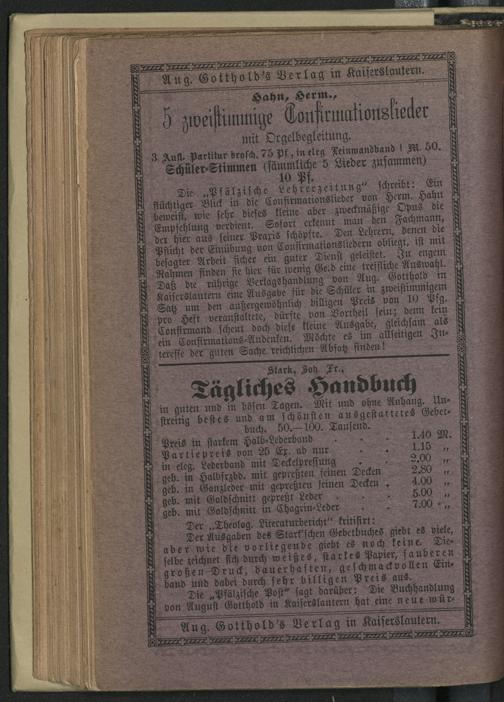 Aug. Gotthold's Verlag in Kaiserslautern.
Hahn, Herm.,
5 zweistimmige Confirmationslieder
mit Orgelbegleitung.
3 Aufl. Partitur brosch. 75 Pf., in eleg Leinwandband 1 M. 50.
Schüler-Stimmen (sämmtliche 5 Lieder zusammen)
10 Pf.
Die „Pfälzische Lehrerzeitung" schreibt: Ein
flüchtiger Blick in die Confirmationslieder von Herm. Hahn
beweist, wie sehr dieses kleine aber zweckmäßige Opus die
Empfehlung verdient. Sofort erkennt man den Fachmann,
der hier aus seiner Praxis schöpfte. Den Lehrern, denen die
Pflicht der Einübung von Confirmationsliedern obliegt, ist mit
besagter Arbeit sicher ein guter Dienst geleistet. In engem
Rahmen finden sie hier für wenig Geld eine treffliche Auswahl.
Daß die rührige Verlagshandlung von Aug. Gotthold in
Kaiserslautern eine Ausgabe für die Schüler in zweistimmigem
Satz um den außergewöhnlich billigen Preis von 10 Pfg.
pro Heft veranstaltete, dürfte von Vortheil sein; denn kein
Confirmand scheut doch diese kleine Ausgabe, gleichsam als
ein Confirmations-Andenken. Möchte es im allseitigen In-
teresse der guten Sache reichlichen Absatz finden!
Stark, Joh Fr.,
Tägliches Handbuch
in guten und in bösen Tagen. Mit und ohne Anhang. Un-
streitig bestes und am schönsten ausgestattetes Gebet-
buch. 50.—100. Tausend.
Preis in starkem Halb-Lederband . . . 1.40 M.
Partiepreis von 25 Ex. ab nur . . . 1.15 „
in eleg. Lederband mit Deckelpressung . . 2.00 „
geb. in Halbfrzbd. mit gepreßten feinen Decken 2.80 „
geb. in Ganzleder mit gepreßten feinen Decken . 4.00 „
geb. mit Goldschnitt gepreßt Leder . . . 5.00 „
geb. mit Goldschnitt in Chagrin-Leder . . 7.00 „
Der „Theolog. Literaturbericht" kritisirt:
Der Ausgaben des Stark'schen Gebetbuches giebt es viele,
aber wie die vorliegende giebt es noch keine. Die-
selbe zeichnet sich durch weißes, starkes Papier, sauberen
großen Druck, dauerhaften, geschmackvollen Ein-
band und dabei durch sehr billigen Preis aus.
Die „Pfälzische Post" sagt darüber: Die Buchhandlung
von August Gotthold in Kaiserslautern hat eine neue wür-
Aug. Gotthold's Verlag in Kaiserslautern.